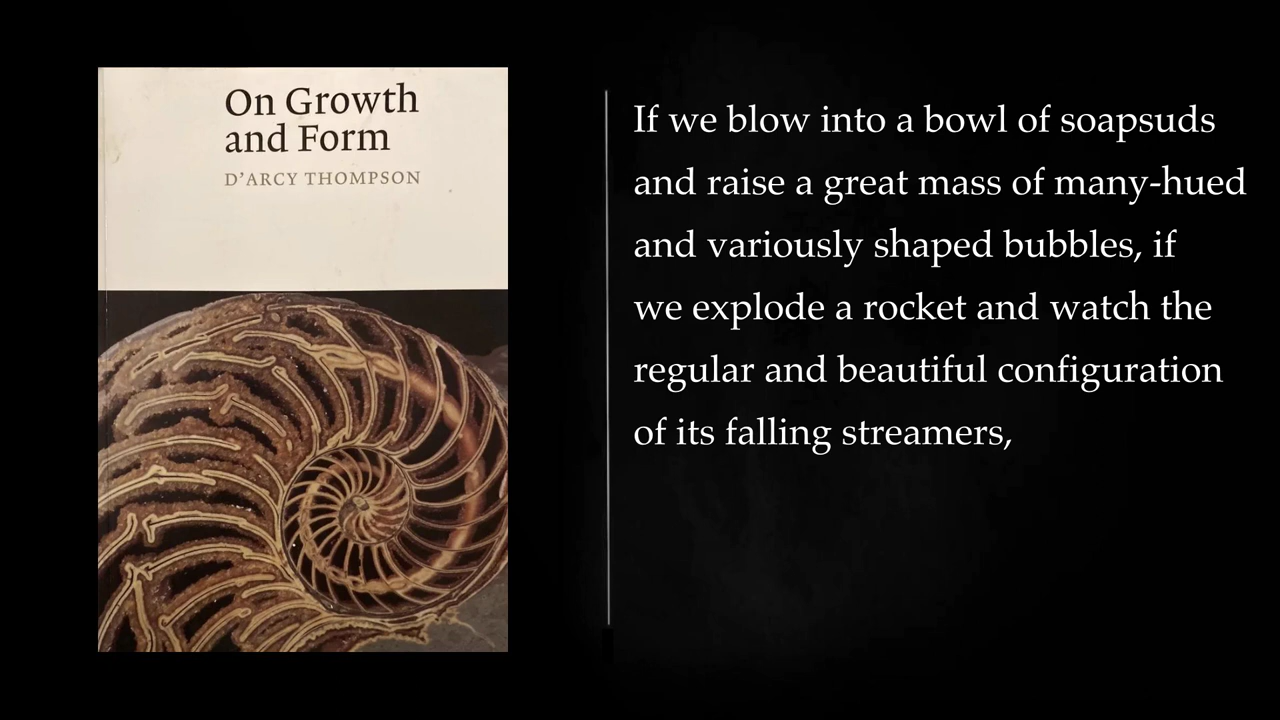 On Growth
and Form
D'ARCY THOMPSON
If we blow into a bowl of soapsuds
and raise a great mass of many-hued
and variously shaped bubbles, if
we explode a rocket and watch the
regular and beautiful configuration
of its falling streamers,